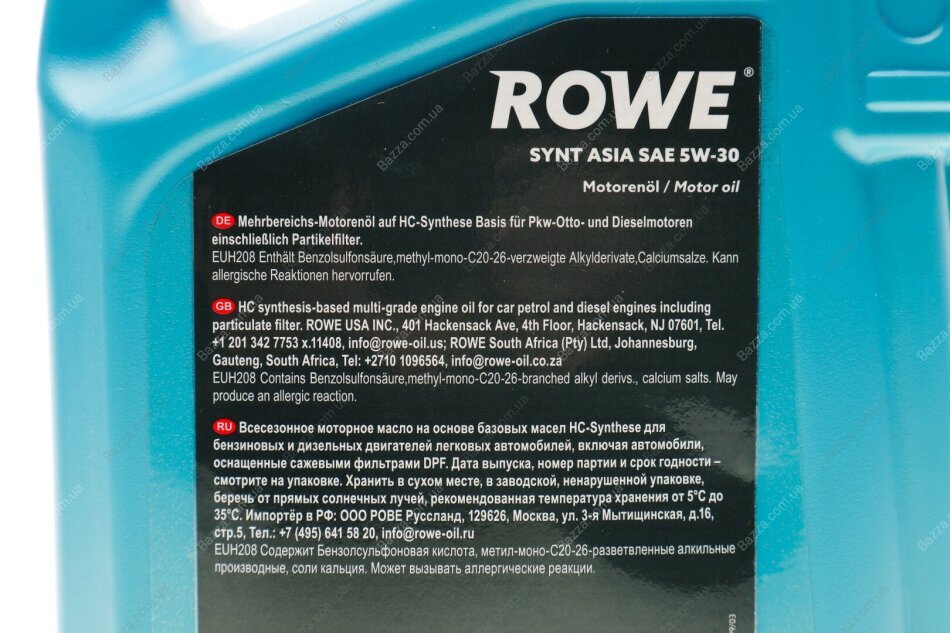 ROWE®
SYNT ASIA SAE 5W-30
Motorenöl / Motor oil
DE Mehrbereichs-Motorenöl auf HC-Synthese Basis für Pkw-Otto- und Dieselmotoren
einschließlich Partikelfilter.
EUH208 Enthält Benzolsulfonsäure,methyl-mono-C20-26-verzweigte Alkylderivate,Calciumsalze. Kann
allergische Reaktionen hervorrufen.
GB HC synthesis-based multi-grade engine oil for car petrol and diesel engines including
particulate filter. ROWE USA INC., 401 Hackensack Ave, 4th Floor, Hackensack, NJ 07601, Tel.
+1 201 342 7753 x.11408, info@rowe-oil.us; ROWE South Africa (Pty) Ltd, Johannesburg,
Gauteng, South Africa, Tel: +2710 1096564, info@rowe-oil.co.za
EUH208 Contains Benzolsulfonsäure,methyl-mono-C20-26-branched alkyl derivs., calcium salts. May
produce an allergic reaction.
RU Всесезонное моторное масло на основе базовых масел HC-Synthese для
бензиновых и дизельных двигателей легковых автомобилей, включая автомобили,
оснащенные сажевыми фильтрами DPF. Дата выпуска, номер партии и срок годности –
смотрите на упаковке. Хранить в сухом месте, в заводской, ненарушенной упаковке,
беречь от прямых солнечных лучей, рекомендованная температура хранения от 5°C до
35°C. Импортёр в РФ: ООО РОВЕ Руссланд, 129626, Москва, ул. 3-я Мытищинская, д.16,
стр.5, Тел.: +7 (495) 641 58 20, info@rowe-oil.ru
EUH208 Содержит Бензолсульфоновая кислота, метил-моно-C20-26-разветвленные алкильные
производные, соли кальция. Может вызывать аллергические реакции.
9/03
Bazza.com.ua